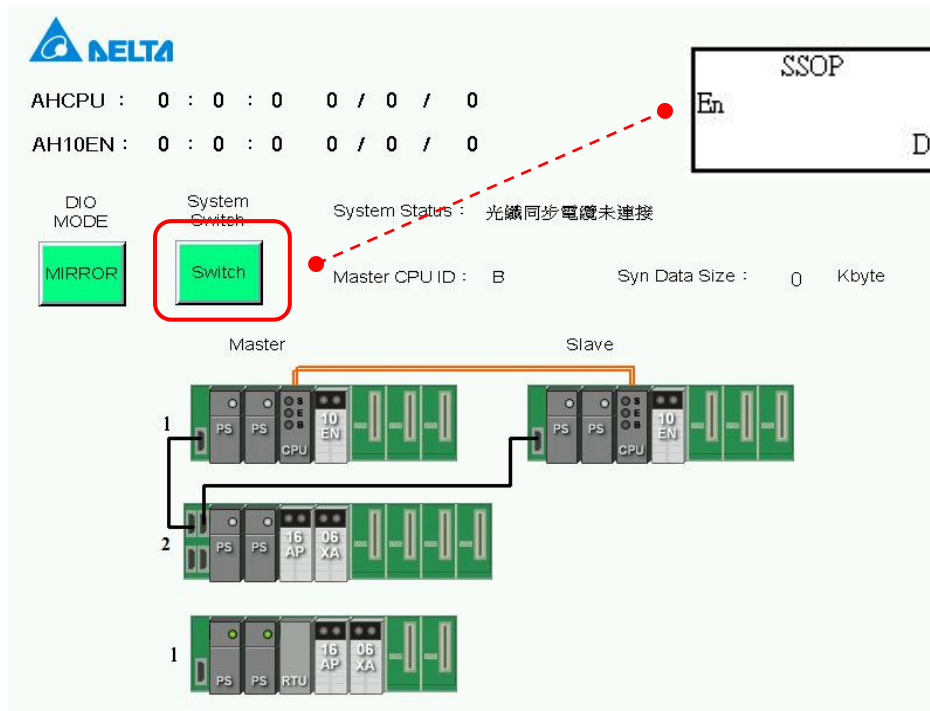 DELTA
SSOP
AHCPU : 0 : 0 : 0 0 / 0 / 0
En
AH10EN : 0 : 0 : 0 0 / 0 / 0
D
DIO MODE
System Switch
System Status : 光纖同步電纜未連接
MIRROR
Switch
Master CPU ID : B
Syn Data Size : 0 Kbyte
Master
Slave
1
PS PS S E B CPU 10 EN
PS PS S E B CPU 10 EN
2
PS PS 16 AP 06 XA
1
PS PS RTU 16 AP 06 XA